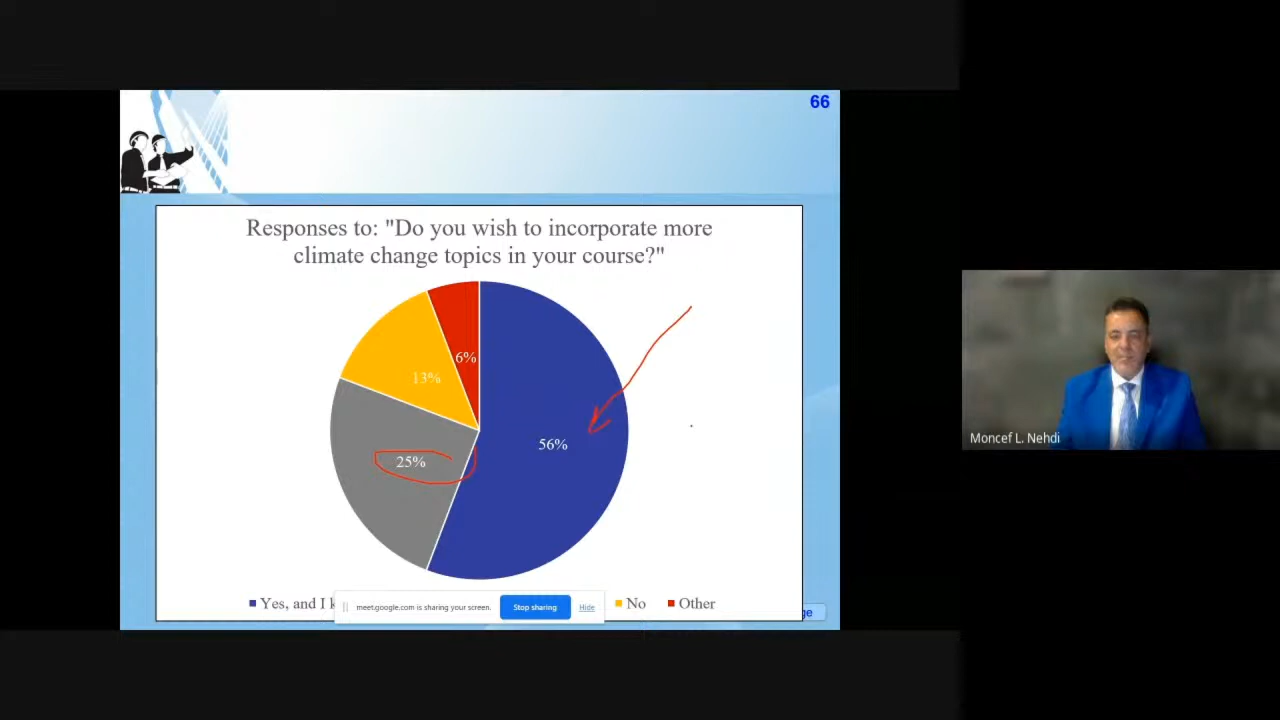 66
Responses to: "Do you wish to incorporate more
climate change topics in your course?"
6%
13%
56%
25%
Yes, and I
meet.google.com is sharing your screen.
Stop sharing
Hide
No
Other
Moncef L. Nehdi